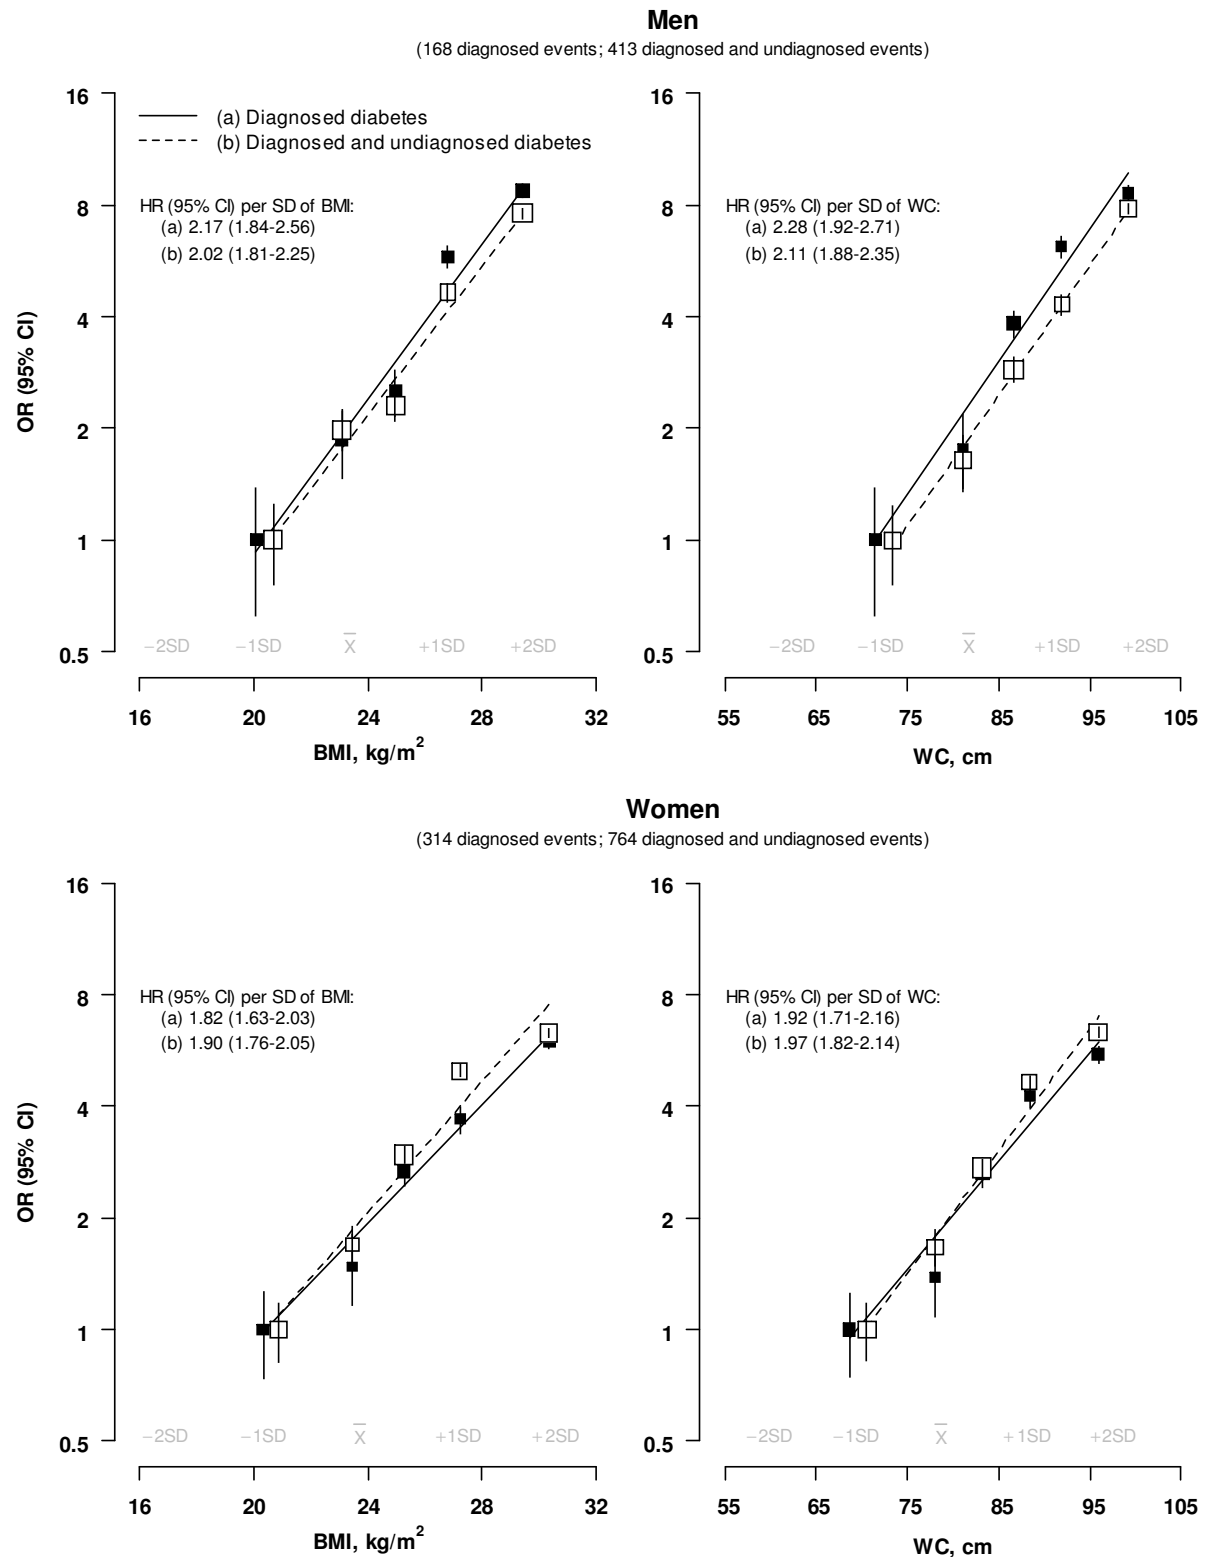 Men
(168 diagnosed events; 413 diagnosed and undiagnosed events)
16
8
4
2
1
0.5
OR (95% CI)
(a) Diagnosed diabetes
(b) Diagnosed and undiagnosed diabetes
HR (95% CI) per SD of BMI:
(a) 2.17 (1.84-2.56)
(b) 2.02 (1.81-2.25)
−2SD −1SD X̅ +1SD +2SD
16 20 24 28 32
BMI, kg/m²
16
8
4
2
1
0.5
HR (95% CI) per SD of WC:
(a) 2.28 (1.92-2.71)
(b) 2.11 (1.88-2.35)
−2SD −1SD X̅ +1SD +2SD
55 65 75 85 95 105
WC, cm
Women
(314 diagnosed events; 764 diagnosed and undiagnosed events)
16
8
4
2
1
0.5
OR (95% CI)
HR (95% CI) per SD of BMI:
(a) 1.82 (1.63-2.03)
(b) 1.90 (1.76-2.05)
−2SD −1SD X̅ +1SD +2SD
16 20 24 28 32
BMI, kg/m²
16
8
4
2
1
0.5
HR (95% CI) per SD of WC:
(a) 1.92 (1.71-2.16)
(b) 1.97 (1.82-2.14)
−2SD −1SD X̅ +1SD +2SD
55 65 75 85 95 105
WC, cm